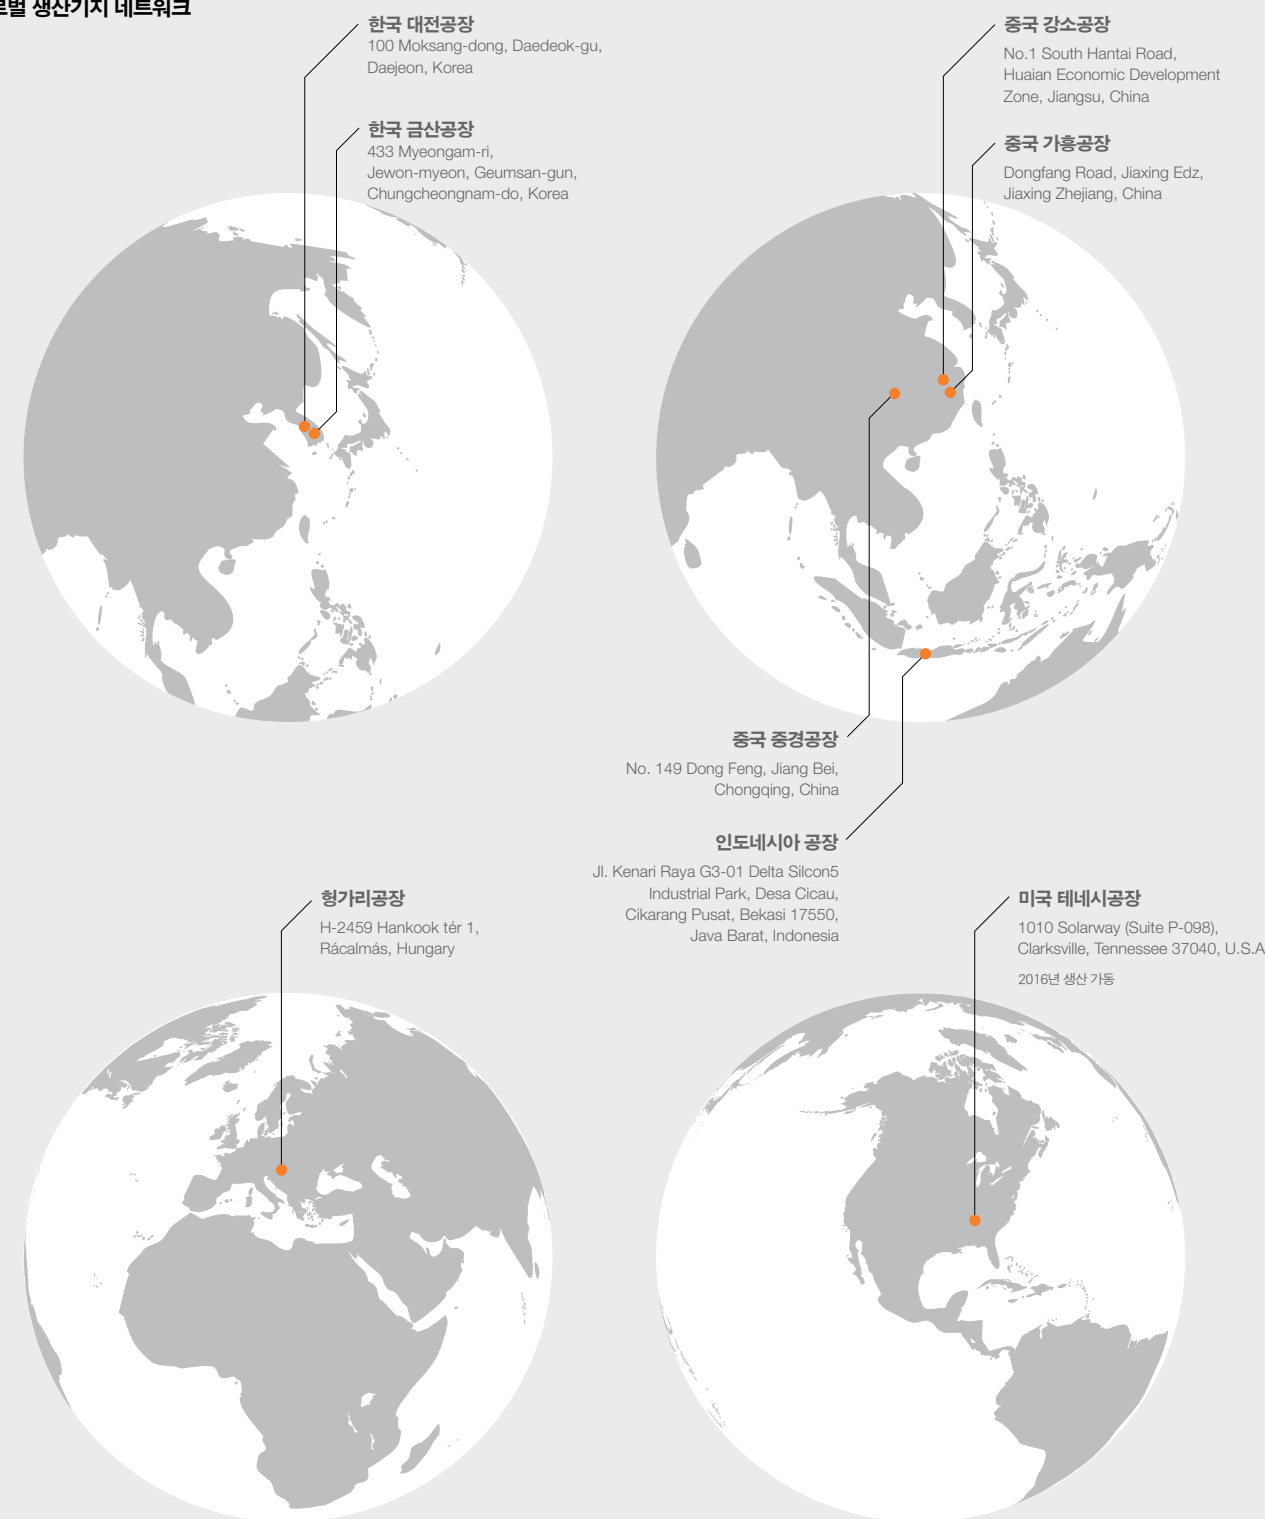 벌 생산기지 네트워크
한국 대전공장
100 Moksang-dong, Daedeok-gu,
Daejeon, Korea
한국 금산공장
433 Myeongam-ri,
Jewon-myeon, Geumsan-gun,
Chungcheongnam-do, Korea
중국 강소공장
No.1 South Hantai Road,
Huaian Economic Development
Zone, Jiangsu, China
중국 가흥공장
Dongfang Road, Jiaxing Edz,
Jiaxing Zhejiang, China
중국 중경공장
No. 149 Dong Feng, Jiang Bei,
Chongqing, China
인도네시아 공장
Jl. Kenari Raya G3-01 Delta Silcon5
Industrial Park, Desa Cicau,
Cikarang Pusat, Bekasi 17550,
Java Barat, Indonesia
헝가리공장
H-2459 Hankook tér 1,
Rácalmás, Hungary
미국 테네시공장
1010 Solarway (Suite P-098),
Clarksville, Tennessee 37040, U.S.A
2016년 생산 가동